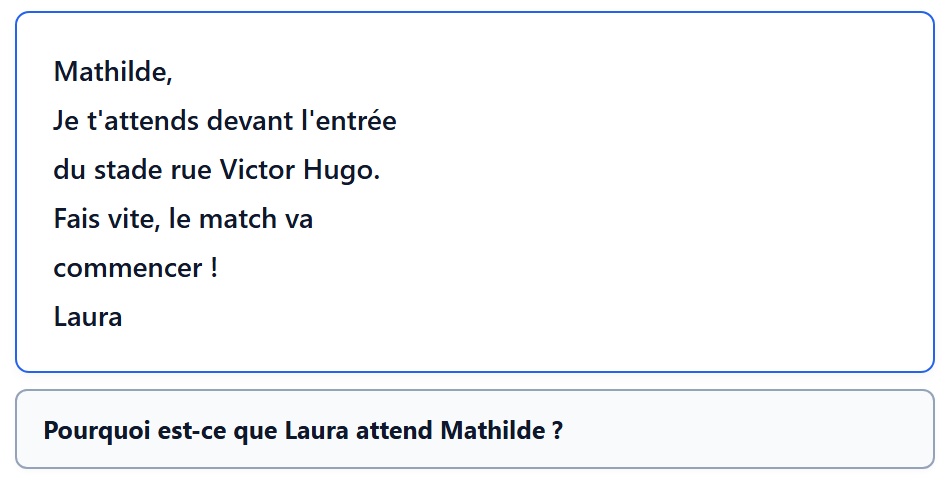 Mathilde,
Je t'attends devant l'entrée
du stade rue Victor Hugo.
Fais vite, le match va
commencer !
Laura
Pourquoi est-ce que Laura attend Mathilde ?